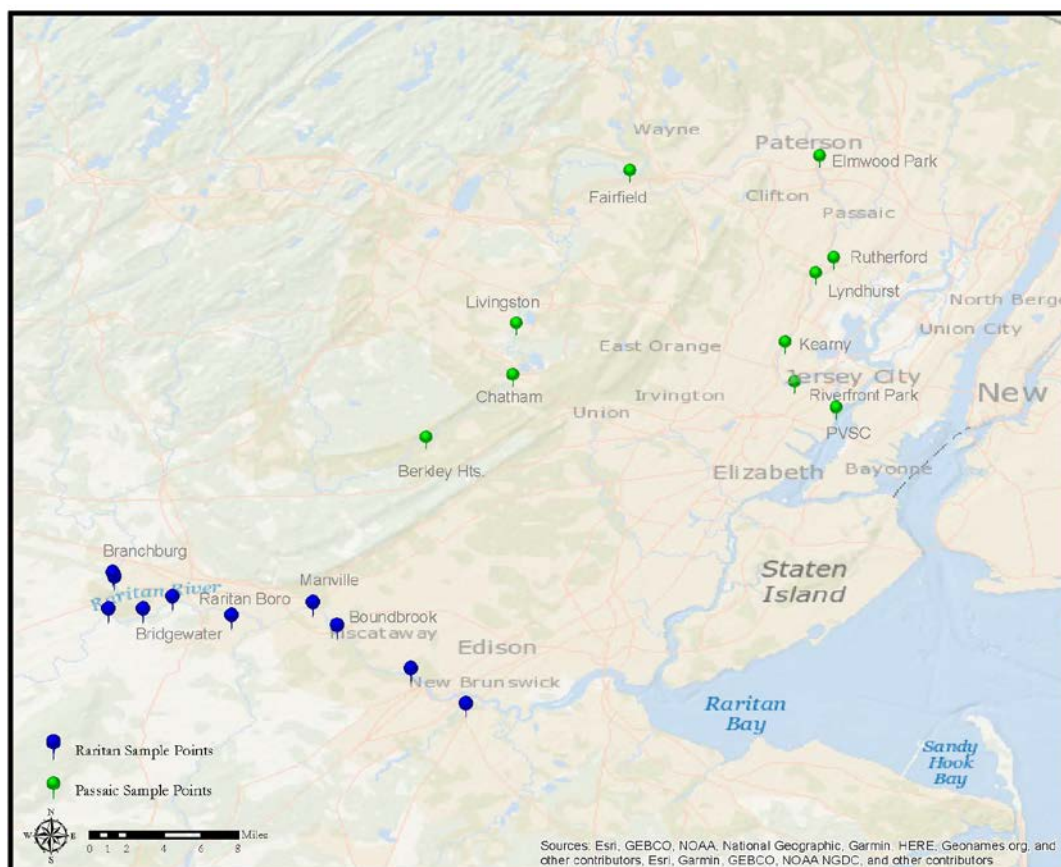 Wayne
Paterson
Elmwood Park
Fairfield
Clifton
Passaic
Rutherford
Lyndhurst
Livingston
North Berge
Union City
East Orange
Kearny
Jersey City
Chatham
Irvington
Riverfront Park
New
Union
PVSC
Berkley Hts.
Elizabeth
Bayonne
Branchburg
Raritan River
Manville
Raritan Boro
Staten
Island
Boundbrook
Bridgewater
Piscataway
Edison
New Brunswick
Raritan
Bay
Sandy
Hook
Bay
Raritan Sample Points
Passaic Sample Points
N
W
E
S
Miles
0 1 2 4 6 8
Sources: Esri, GEBCO, NOAA, National Geographic, Garmin, HERE, Geonames.org, and
other contributors, Esri, Garmin, GEBCO, NOAA NGDC, and other contributors